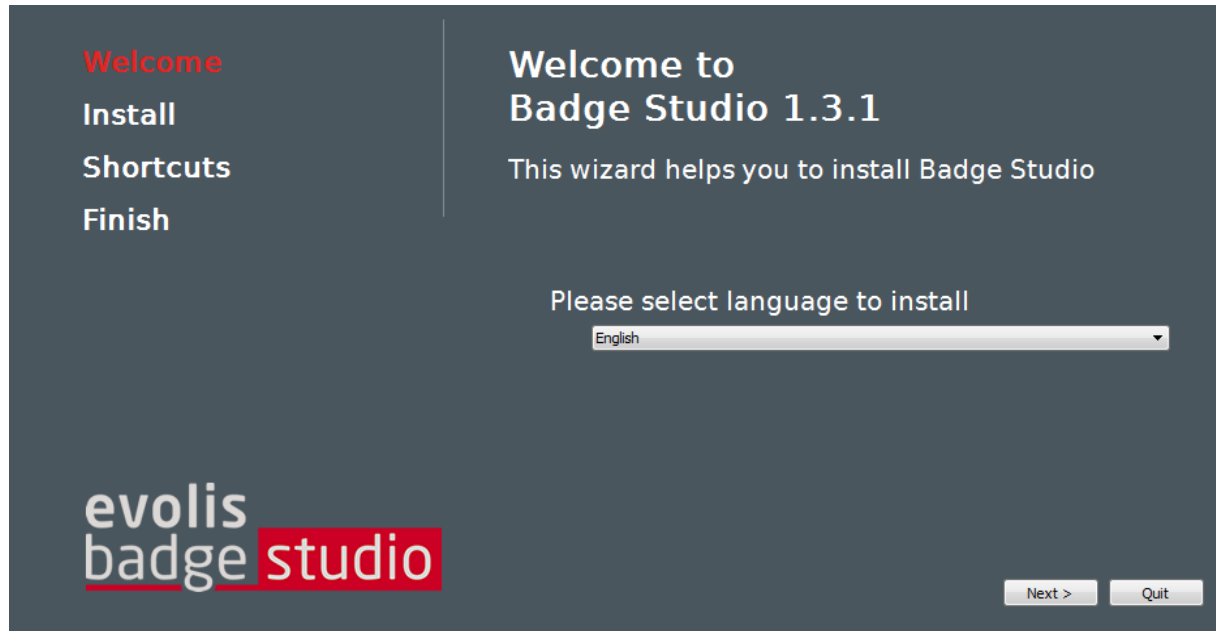 Welcome
Install
Shortcuts
Finish
Welcome to
Badge Studio 1.3.1
This wizard helps you to install Badge Studio
Please select language to install
English
evolis
badge studio
Next >
Quit